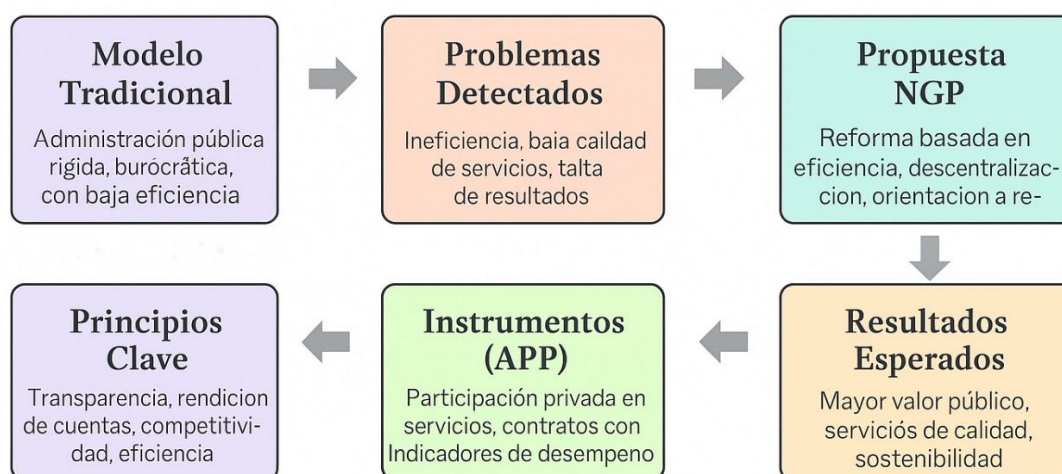 Modelo
Tradicional
Administración pública
rigida, burocrãtica,
con baja eficiencia
Problemas
Detectados
Ineficiencia, baia caildad
de servicios, talta
de resultados
Propuesta
NGP
Reforma basada en
eficiencia, descentralizac-
cion, orientacion a re-
Principios
Clave
Transparencia, rendicion
de cuentas, competitivi-
dad, eficiencia
Instrumentos
(APP)
Participación privada en
servicios, contratos con
Indicadores de desempeno
Resultados
Esperados
Mayor valor público,
serviciós de calidad,
sostenibilidad